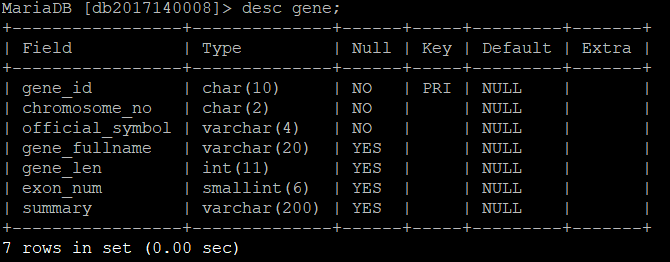 MariaDB [db2017140008]> desc gene;
+-----------------+--------------+------+-----+---------+-------+
| Field           | Type         | Null | Key | Default | Extra |
+-----------------+--------------+------+-----+---------+-------+
| gene_id         | char(10)     | NO   | PRI | NULL    |       |
| chromosome_no   | char(2)      | NO   |     | NULL    |       |
| official_symbol | varchar(4)   | NO   |     | NULL    |       |
| gene_fullname   | varchar(20)  | YES  |     | NULL    |       |
| gene_len        | int(11)      | YES  |     | NULL    |       |
| exon_num        | smallint(6)  | YES  |     | NULL    |       |
| summary         | varchar(200) | YES  |     | NULL    |       |
+-----------------+--------------+------+-----+---------+-------+
7 rows in set (0.00 sec)